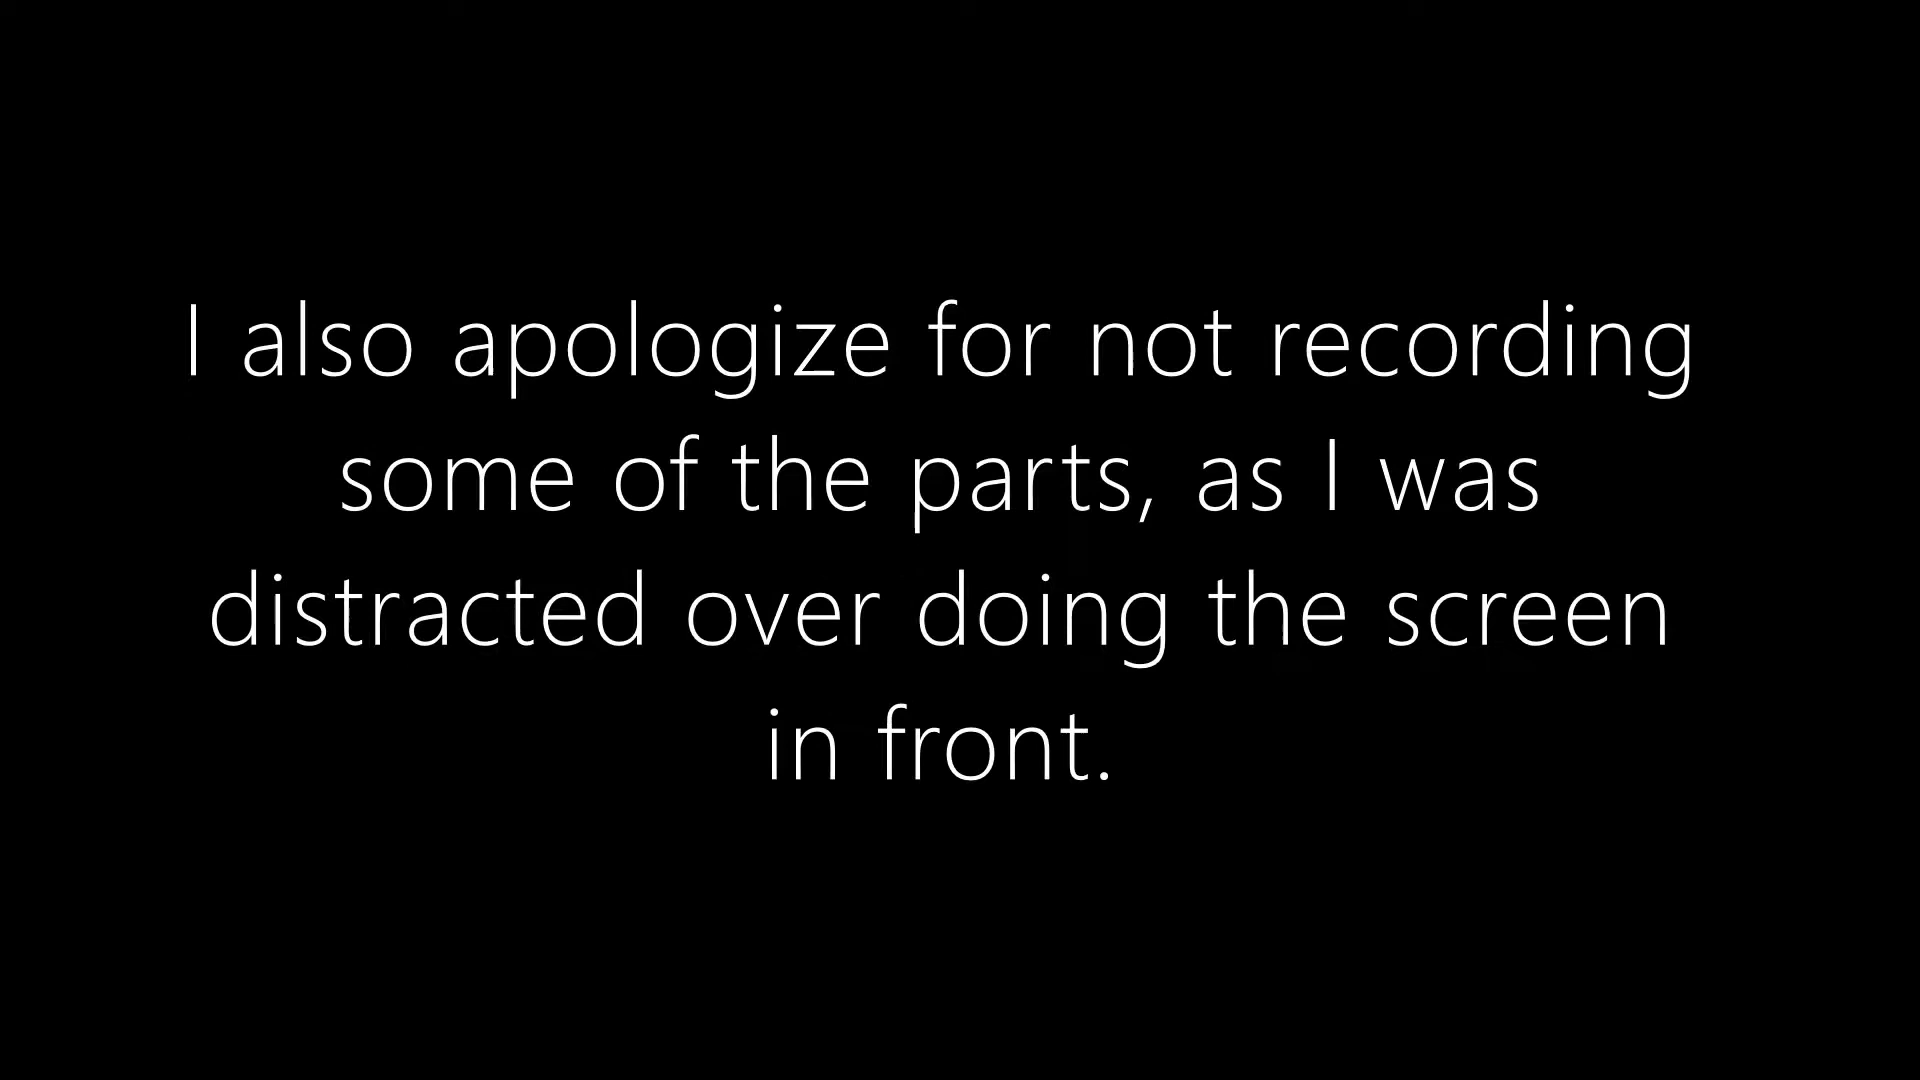 I also apologize for not recording
some of the parts, as I was
distracted over doing the screen
in front.